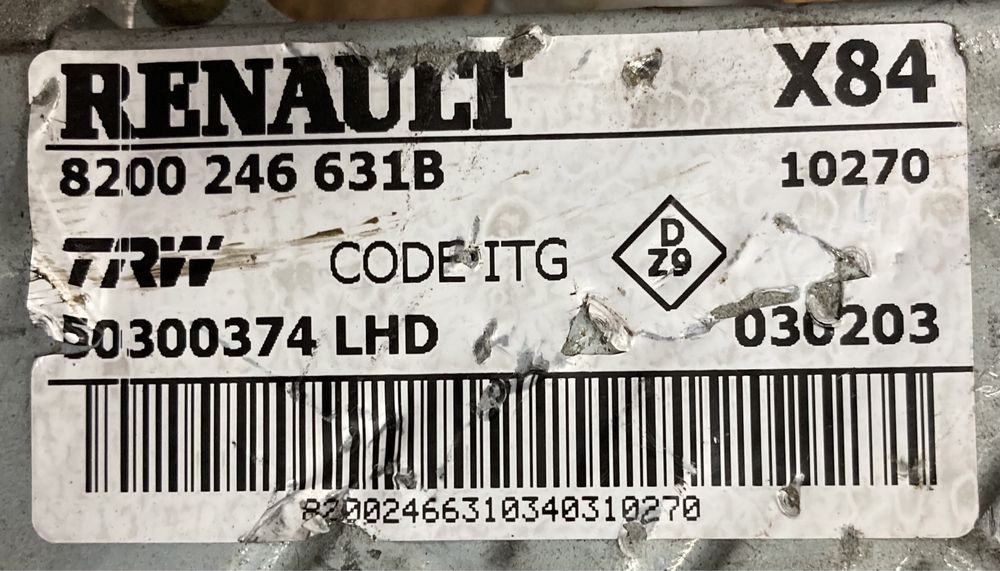 RENAULT X84
8200 246 631B 10270
TRW CODE ITG D
Z9
50300374 LHD 030203
82002466310340310270